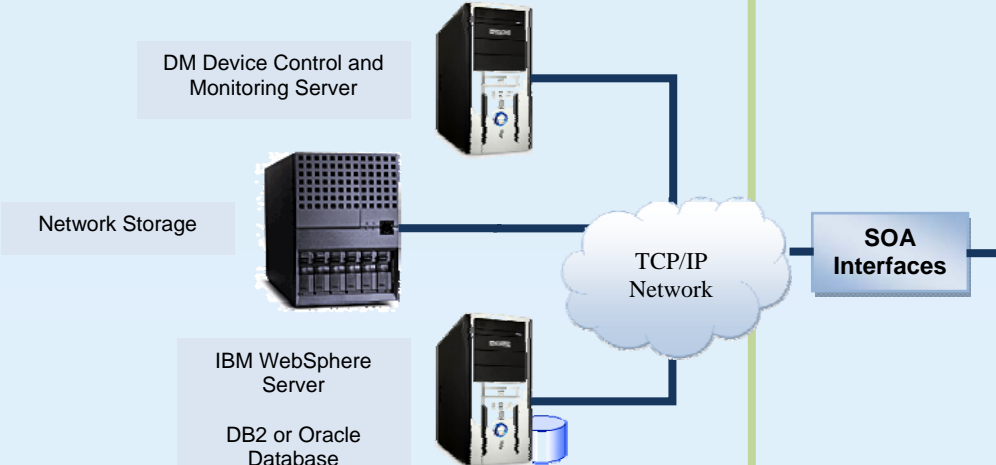 DM Device Control and
Monitoring Server
Network Storage
TCP/IP
Network
SOA
Interfaces
IBM WebSphere
Server
DB2 or Oracle
Database